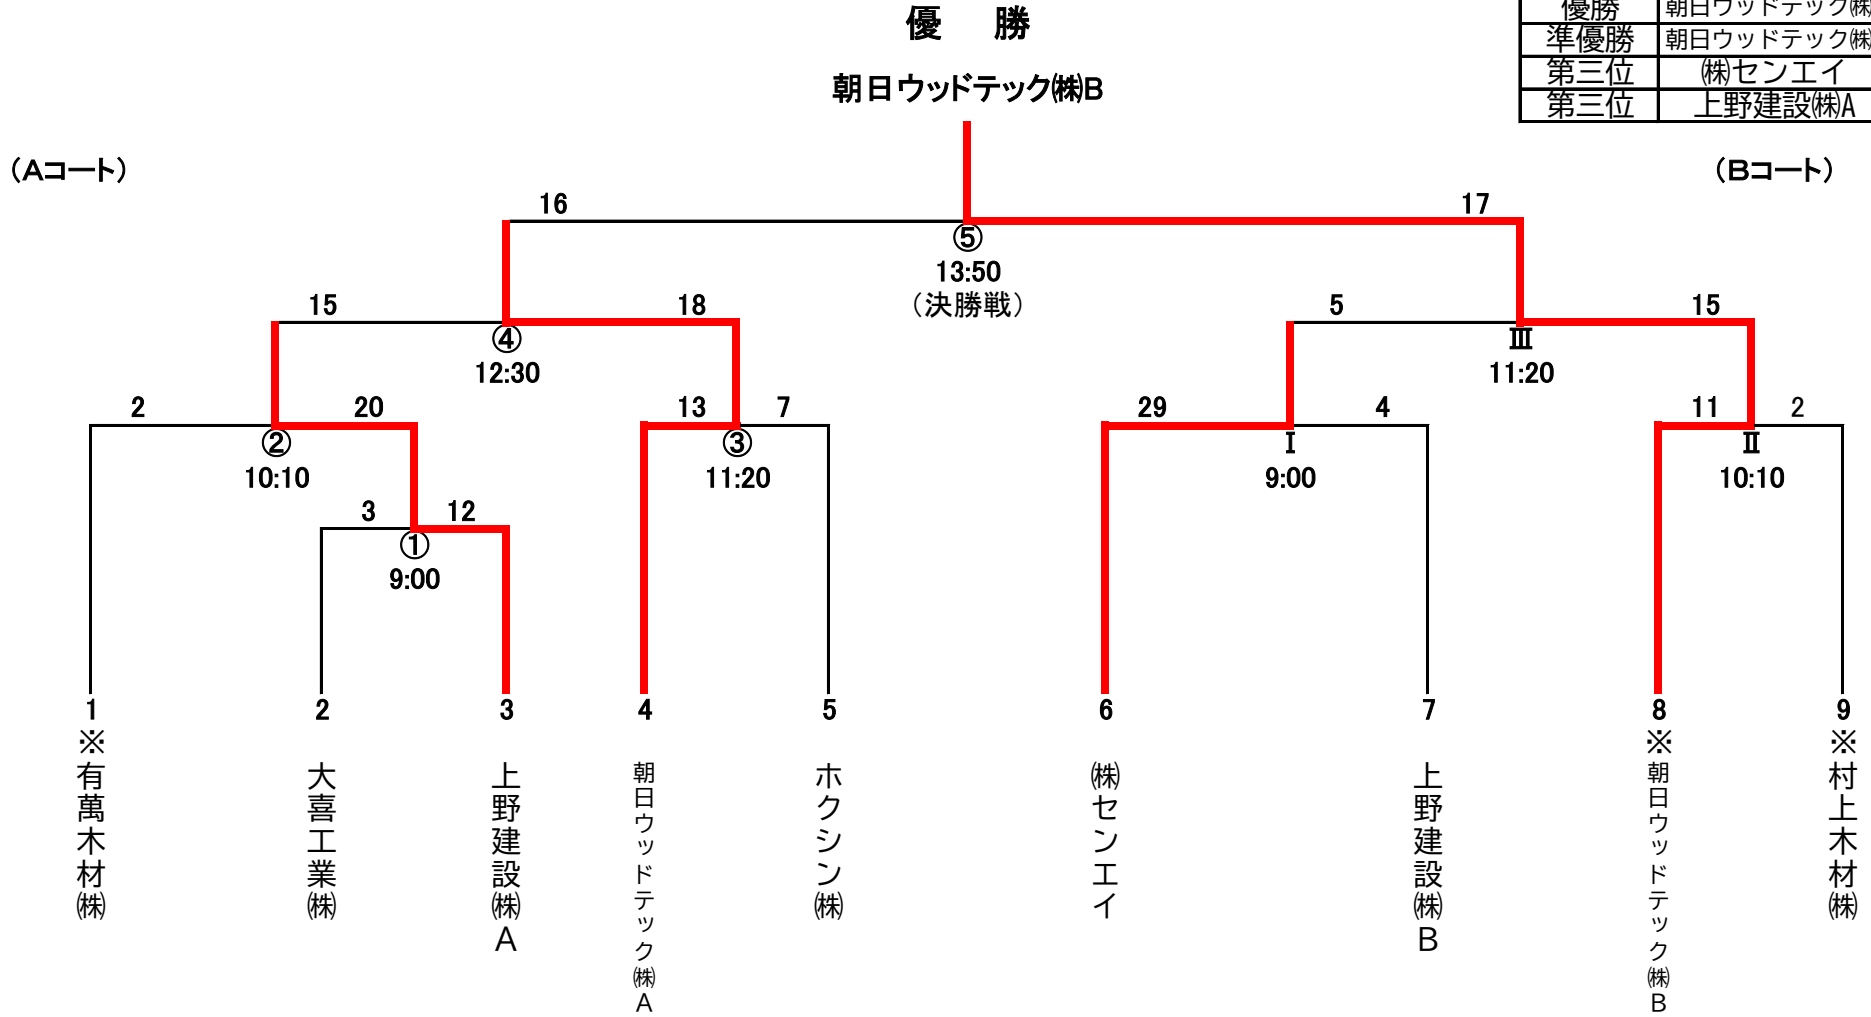 優　勝
朝日ウッドテック㈱B
優勝 朝日ウッドテック㈱
準優勝 朝日ウッドテック㈱
第三位 ㈱センエイ
第三位 上野建設㈱A
（Aコート）
（Bコート）
16
17
⑤
13:50
（決勝戦）
15
18
④
12:30
5
15
Ⅲ
11:20
2
20
②
10:10
13
7
③
11:20
29
4
Ⅰ
9:00
11
2
Ⅱ
10:10
3
12
①
9:00
1
※有萬木材㈱
2
大喜工業㈱
3
上野建設㈱A
4
朝日ウッドテック㈱A
5
ホクシン㈱
6
㈱センエイ
7
上野建設㈱B
8
※朝日ウッドテック㈱B
9
※村上木材㈱